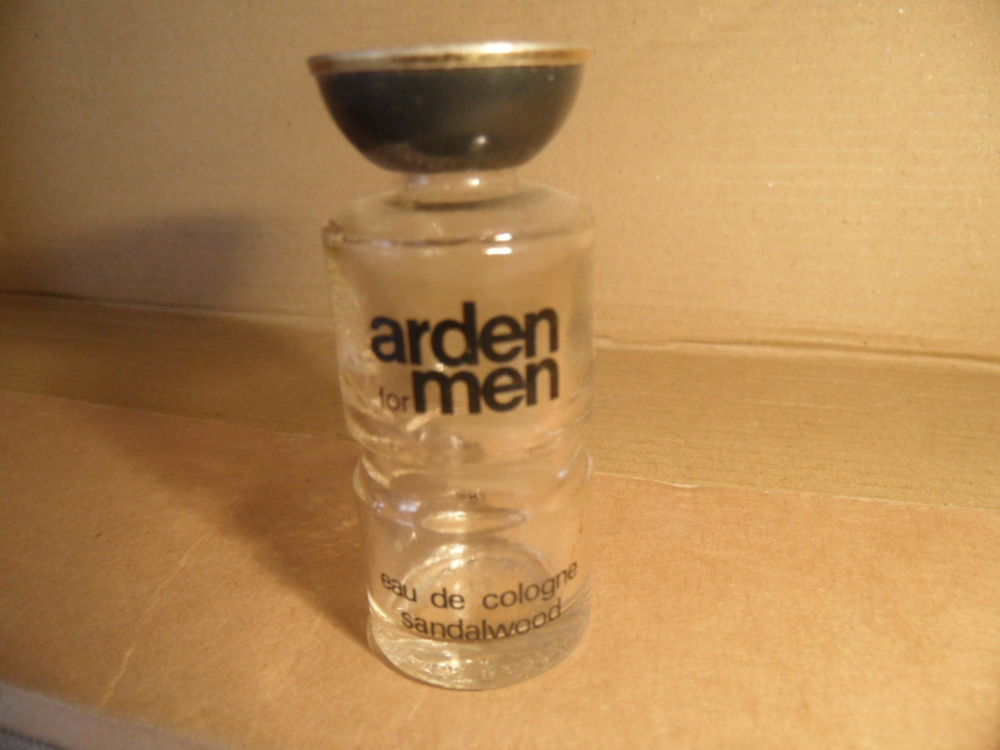 arden
for men
eau de cologne
sandalwood